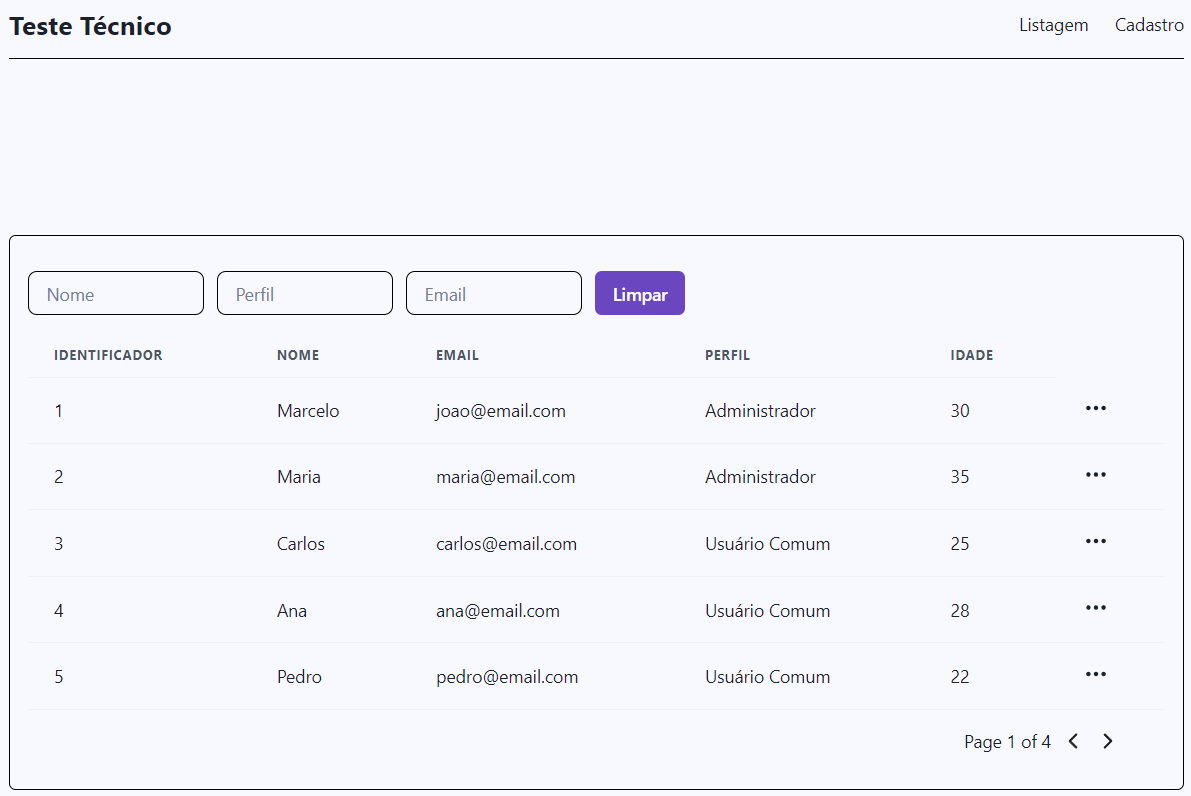 Teste Técnico Listagem Cadastro
Nome Perfil Email Limpar
IDENTIFICADOR NOME EMAIL PERFIL IDADE
1 Marcelo joao@email.com Administrador 30
2 Maria maria@email.com Administrador 35
3 Carlos carlos@email.com Usuário Comum 25
4 Ana ana@email.com Usuário Comum 28
5 Pedro pedro@email.com Usuário Comum 22
Page 1 of 4